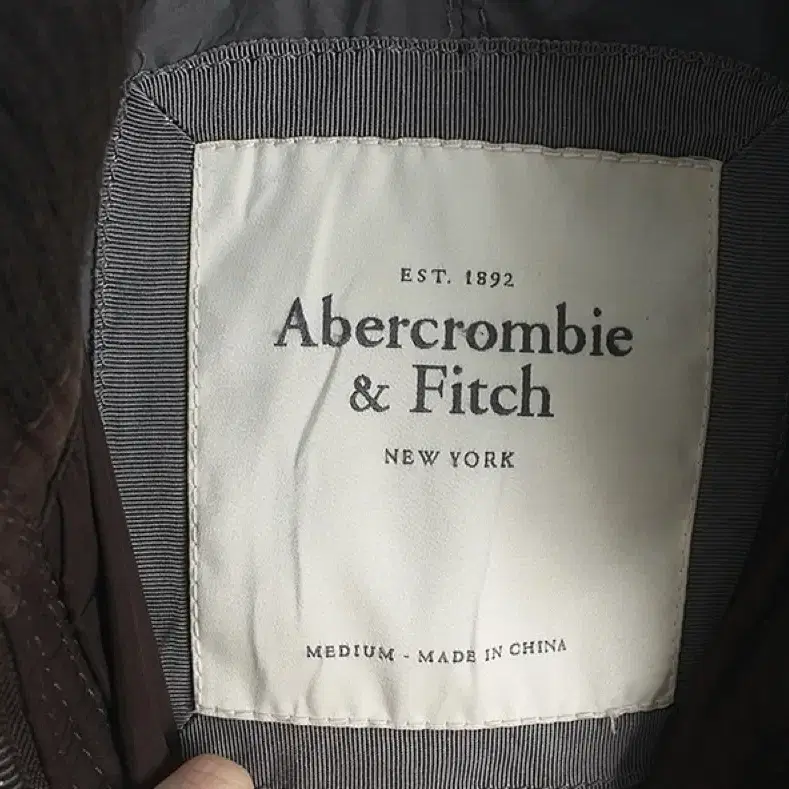 EST. 1892
Abercrombie
& Fitch
NEW YORK
MEDIUM - MADE IN CHINA